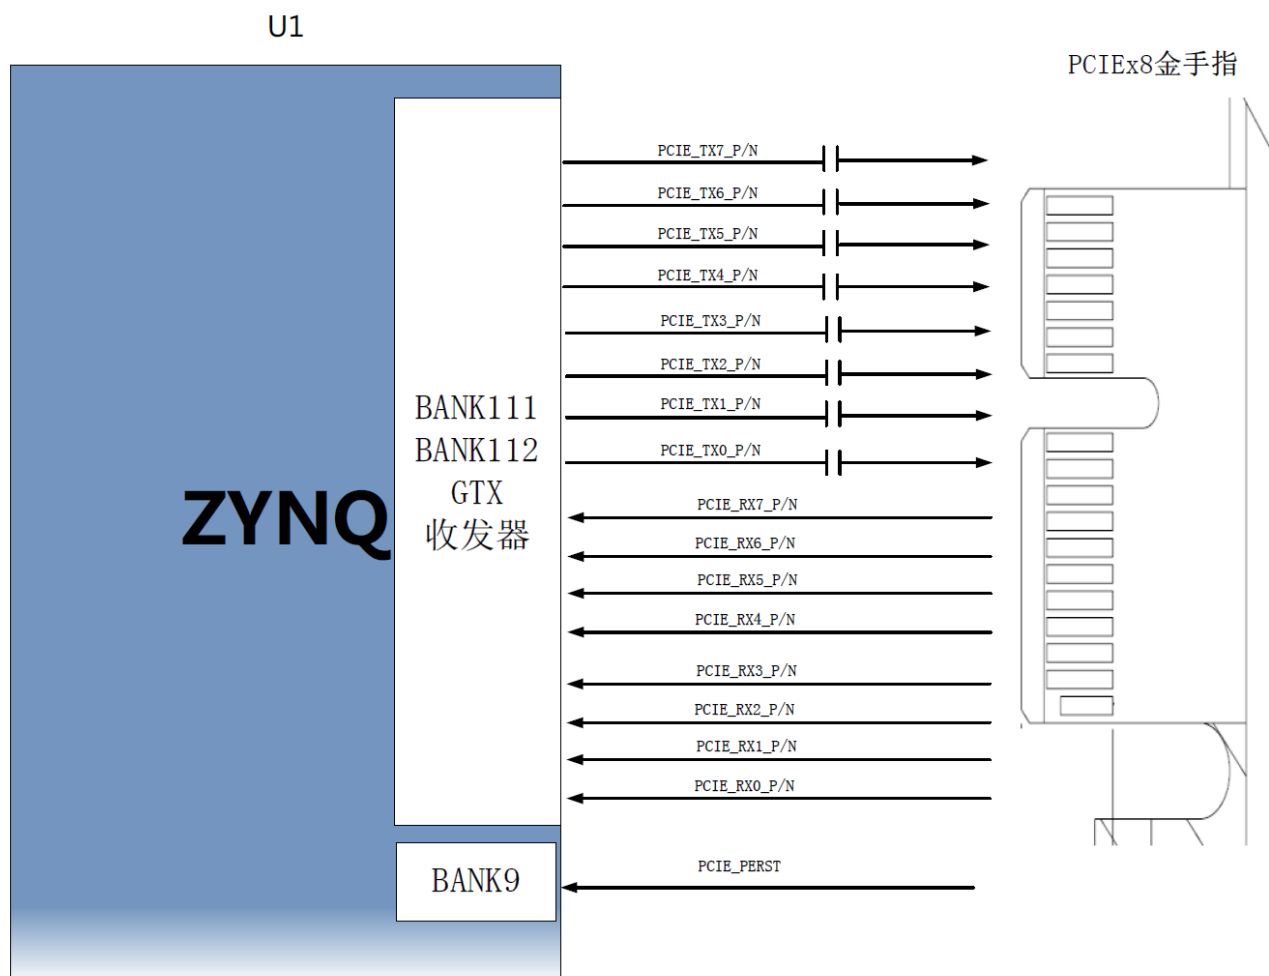 U1
PCIEx8金手指
PCIE_TX7_P/N
PCIE_TX6_P/N
PCIE_TX5_P/N
PCIE_TX4_P/N
PCIE_TX3_P/N
PCIE_TX2_P/N
PCIE_TX1_P/N
PCIE_TX0_P/N
ZYNQ
BANK111
BANK112
GTX
收发器
PCIE_RX7_P/N
PCIE_RX6_P/N
PCIE_RX5_P/N
PCIE_RX4_P/N
PCIE_RX3_P/N
PCIE_RX2_P/N
PCIE_RX1_P/N
PCIE_RX0_P/N
BANK9
PCIE_PERST